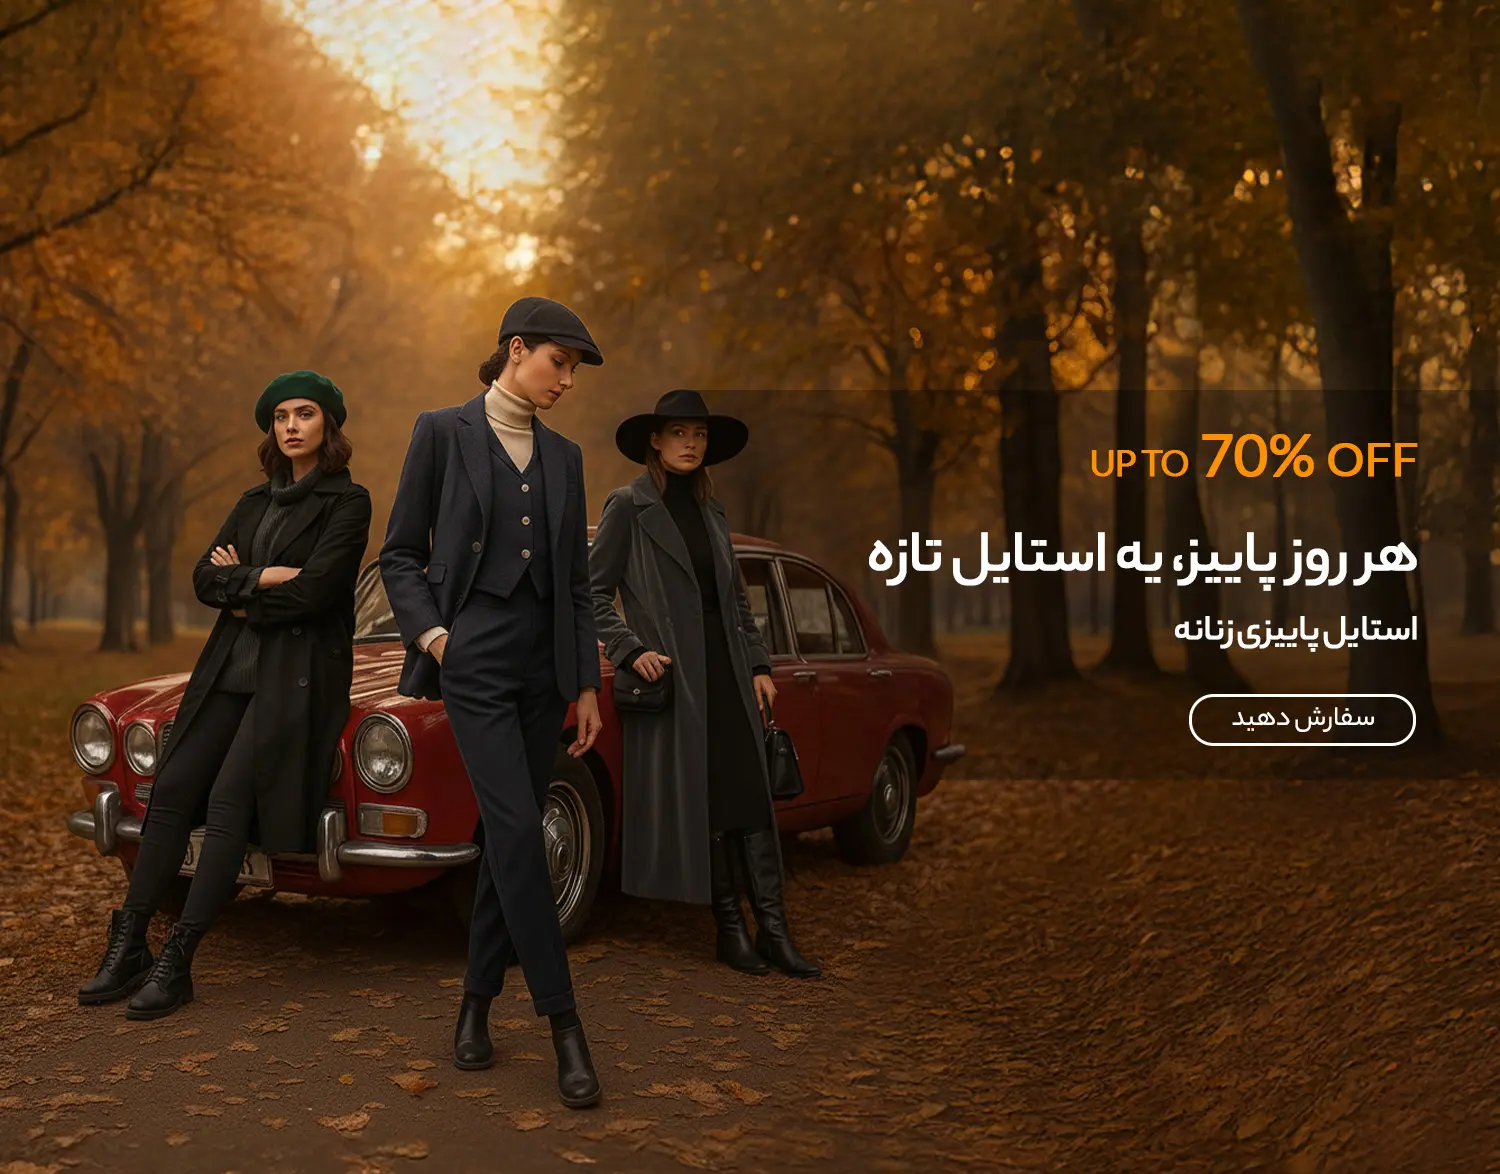 UP TO 70% OFF
هر روز پاییز، یه استایل تازه
استایل پاییزی زنانه
سفارش دهید